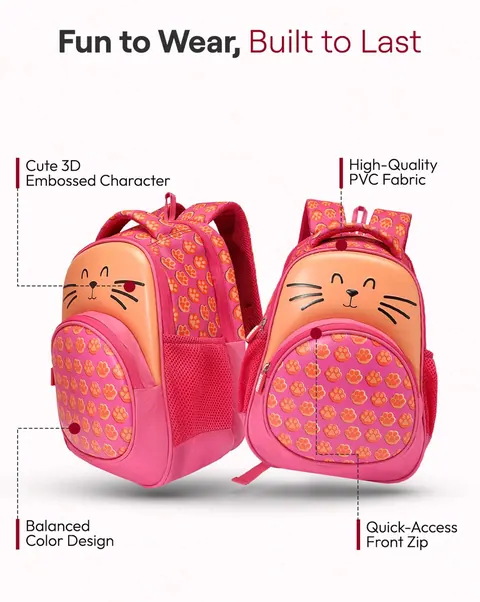 Fun to Wear, Built to Last
Cute 3D
Embossed Character
High-Quality
PVC Fabric
Balanced
Color Design
Quick-Access
Front Zip